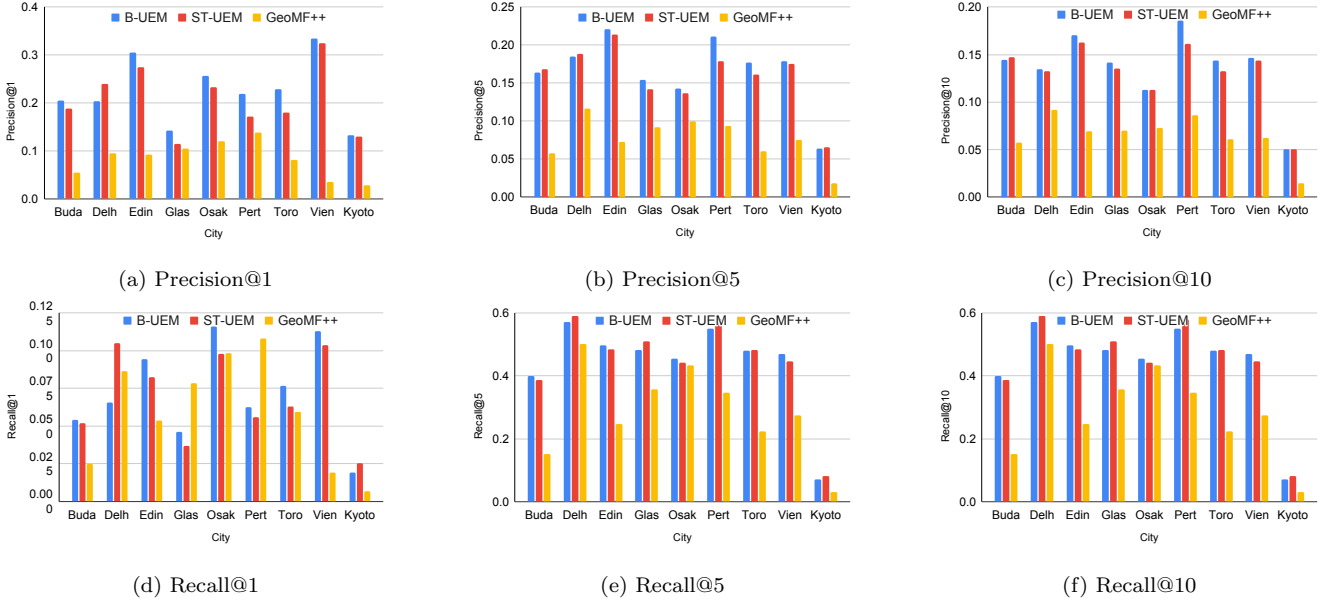 0.4
B-UEM ST-UEM GeoMF++
0.3
0.2
0.1
0.0
Precision@1
Buda Delh Edin Glas Osak Pert Toro Vien Kyoto
City
(a) Precision@1
0.25
B-UEM ST-UEM GeoMF++
0.20
0.15
0.10
0.05
0.00
Precision@5
Buda Delh Edin Glas Osak Pert Toro Vien Kyoto
City
(b) Precision@5
0.20
B-UEM ST-UEM GeoMF++
0.15
0.10
0.05
0.00
Precision@10
Buda Delh Edin Glas Osak Pert Toro Vien Kyoto
City
(c) Precision@10
0.12
5
B-UEM ST-UEM GeoMF++
0.10
0
0.07
5
0.05
0
0.02
5
0.00
0
Recall@1
Buda Delh Edin Glas Osak Pert Toro Vien Kyoto
City
(d) Recall@1
0.6
B-UEM ST-UEM GeoMF++
0.4
0.2
0.0
Recall@5
Buda Delh Edin Glas Osak Pert Toro Vien Kyoto
City
(e) Recall@5
0.6
B-UEM ST-UEM GeoMF++
0.4
0.2
0.0
Recall@10
Buda Delh Edin Glas Osak Pert Toro Vien Kyoto
City
(f) Recall@10